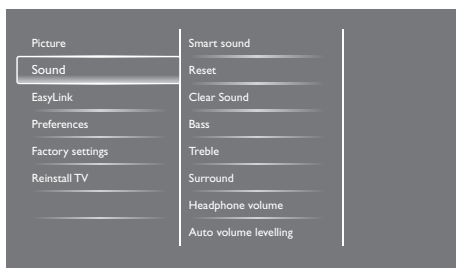 Picture
Sound
EasyLink
Preferences
Factory settings
Reinstall TV
Smart sound
Reset
Clear Sound
Bass
Treble
Surround
Headphone volume
Auto volume levelling